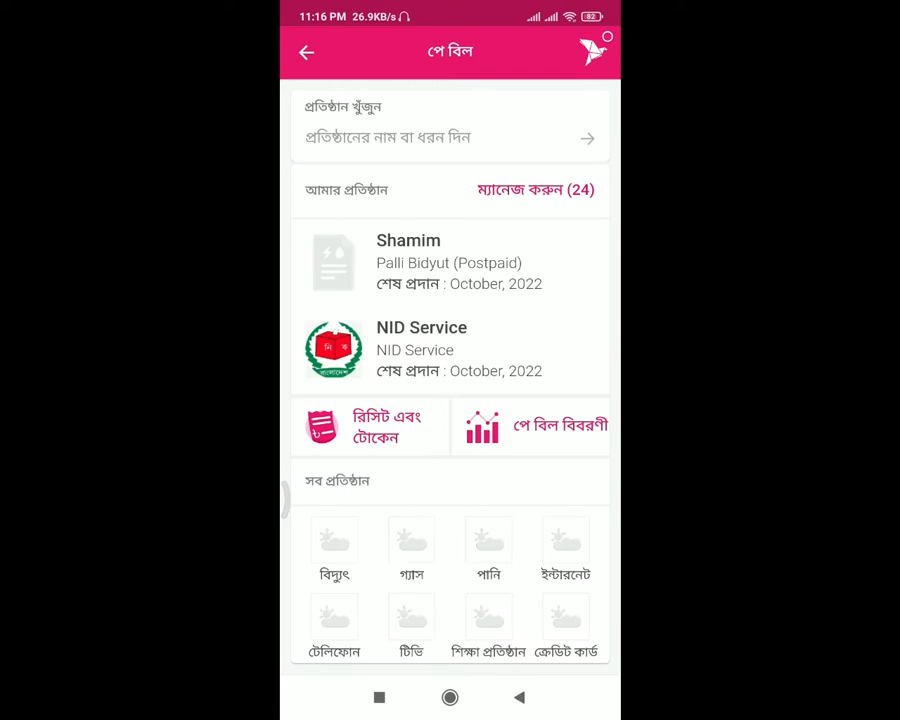 11:16 PM 26.9KB/s 82
পে বিল
প্রতিষ্ঠান খুঁজুন
প্রতিষ্ঠানের নাম বা ধরন দিন
আমার প্রতিষ্ঠান ম্যানেজ করুন (24)
Shamim
Palli Bidyut (Postpaid)
শেষ প্রদান : October, 2022
NID Service
NID Service
শেষ প্রদান : October, 2022
রিসিট এবং
টোকেন
পে বিল বিবরণী
সব প্রতিষ্ঠান
বিদ্যুৎ গ্যাস পানি ইন্টারনেট
টেলিফোন টিভি শিক্ষা প্রতিষ্ঠান ক্রেডিট কার্ড